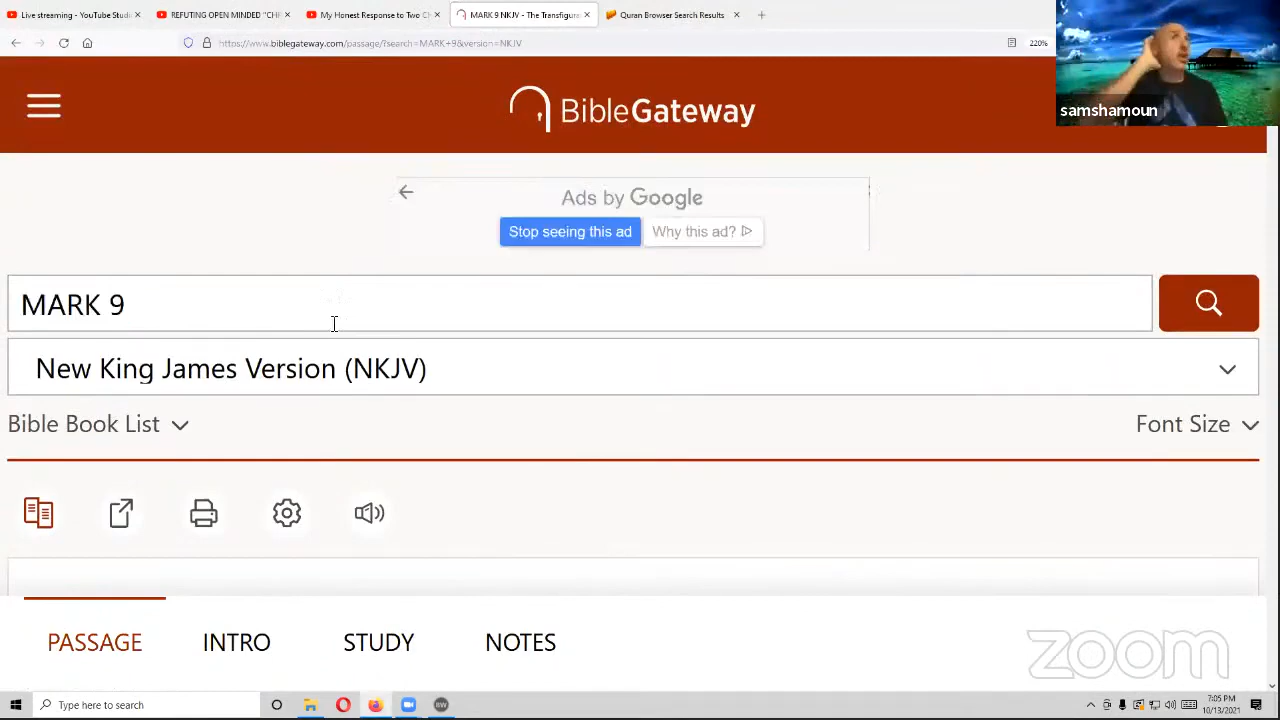 Live streaming - YouTube Studi
REFUTING OPEN MINDED "CHR
My Honest Response to Two Ch
MARK 9 NKJV - The Transfigura
Quran Browser Search Results
220%
samshamoun
BibleGateway
Ads by Google
Stop seeing this ad
Why this ad?
MARK 9
New King James Version (NKJV)
Bible Book List
Font Size
PASSAGE
INTRO
STUDY
NOTES
zoom
Type here to search
RW
7:05 PM
10/13/2021